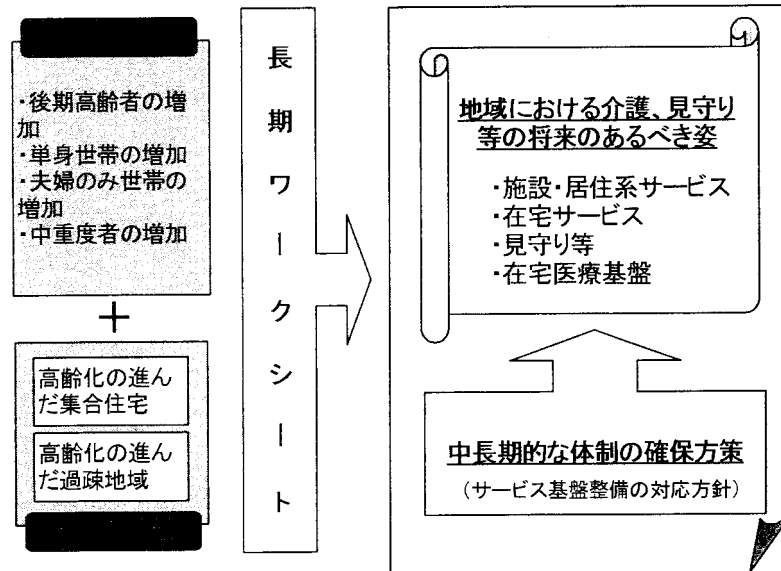 ・後期高齢者の増
加
・単身世帯の増加
・夫婦のみ世帯の
増加
・中重度者の増加
＋
高齢化の進ん
だ集合住宅
高齢化の進ん
だ過疎地域
長期ワークシート
地域における介護、見守り
等の将来のあるべき姿
・施設・居住系サービス
・在宅サービス
・見守り等
・在宅医療基盤
中長期的な体制の確保方策
（サービス基盤整備の対応方針）